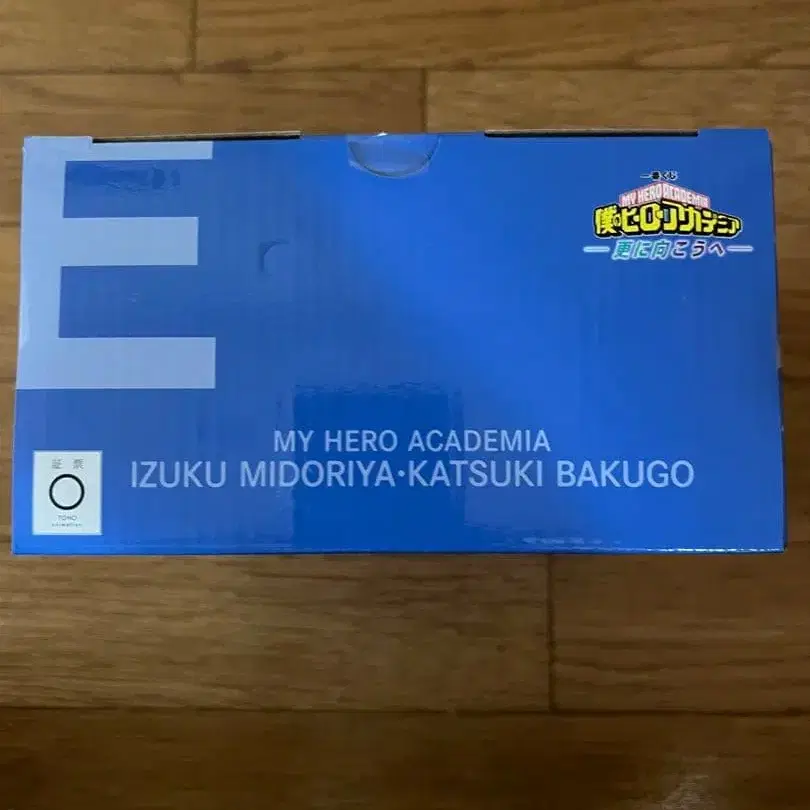 E
一番くじ
MY HERO ACADEMIA
僕のヒーローアカデミア
—更に向こうへ—
MY HERO ACADEMIA
IZUKU MIDORIYA·KATSUKI BAKUGO
証票
TOHO
animation